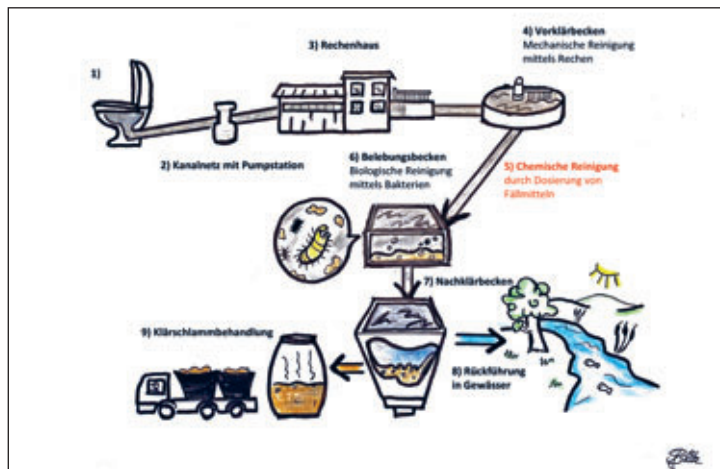 1)
2) Kanalnetz mit Pumpstation
3) Rechenhaus
4) Vorklärbecken
Mechanische Reinigung
mittels Rechen
5) Chemische Reinigung
durch Dosierung von
Fällmitteln
6) Belebungsbecken
Biologische Reinigung
mittels Bakterien
7) Nachklärbecken
8) Rückführung
in Gewässer
9) Klärschlammbehandlung